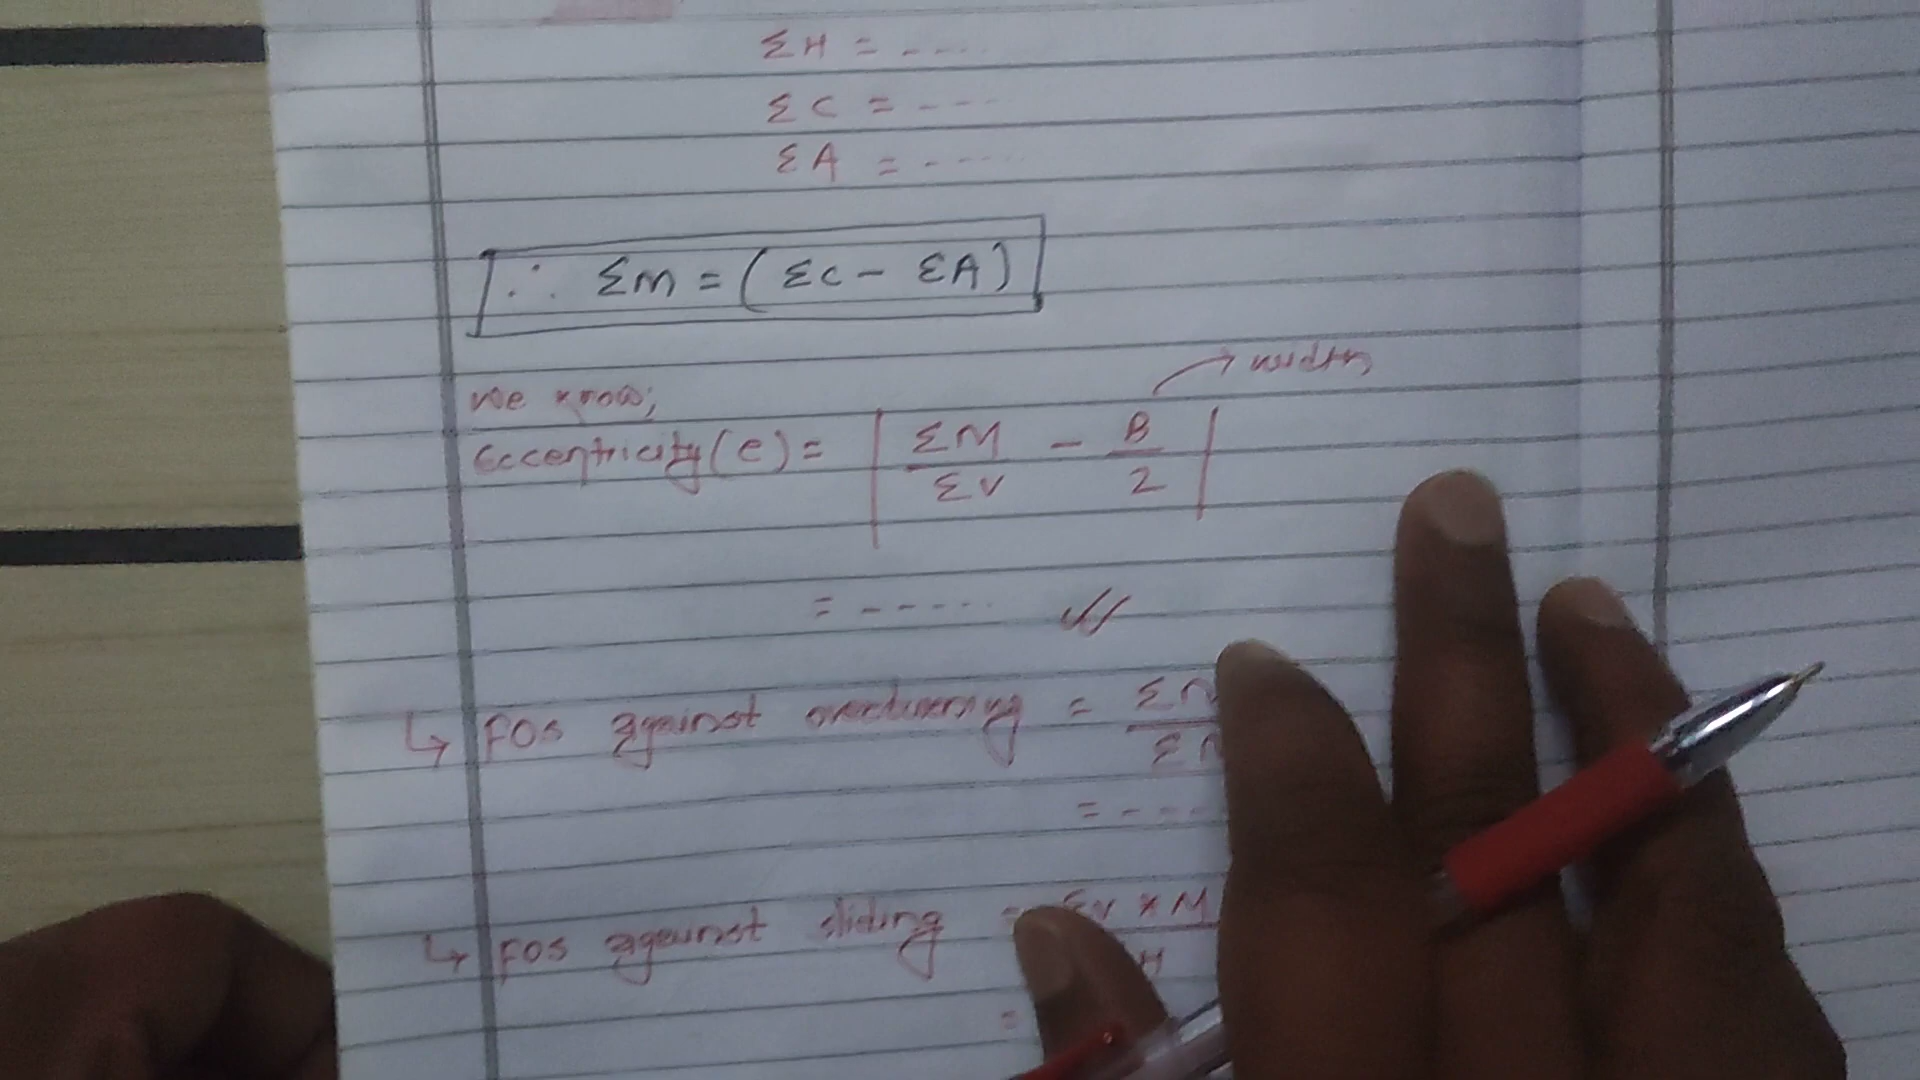 ΣH = -----
ΣC = ---
ΣA = -----
∴ ΣM = (ΣC - ΣA)
→ width
we know;
Eccentricity(e) = | ΣM/ΣV - B/2 |
= -----
↳ FOS against overturning = Σ
= ---
↳ FOS against sliding = ΣV × M / H
=